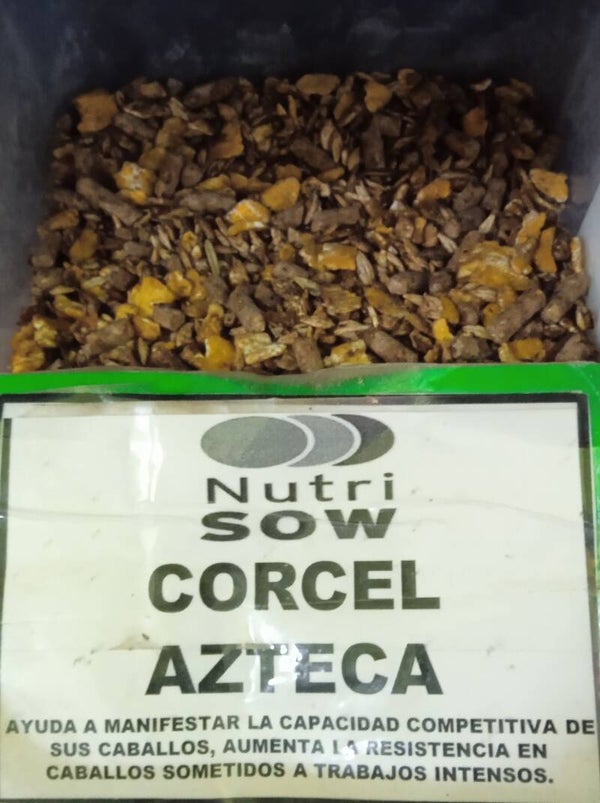 Nutri
SOW
CORCEL
AZTECA
AYUDA A MANIFESTAR LA CAPACIDAD COMPETITIVA DE
SUS CABALLOS, AUMENTA LA RESISTENCIA EN
CABALLOS SOMETIDOS A TRABAJOS INTENSOS.